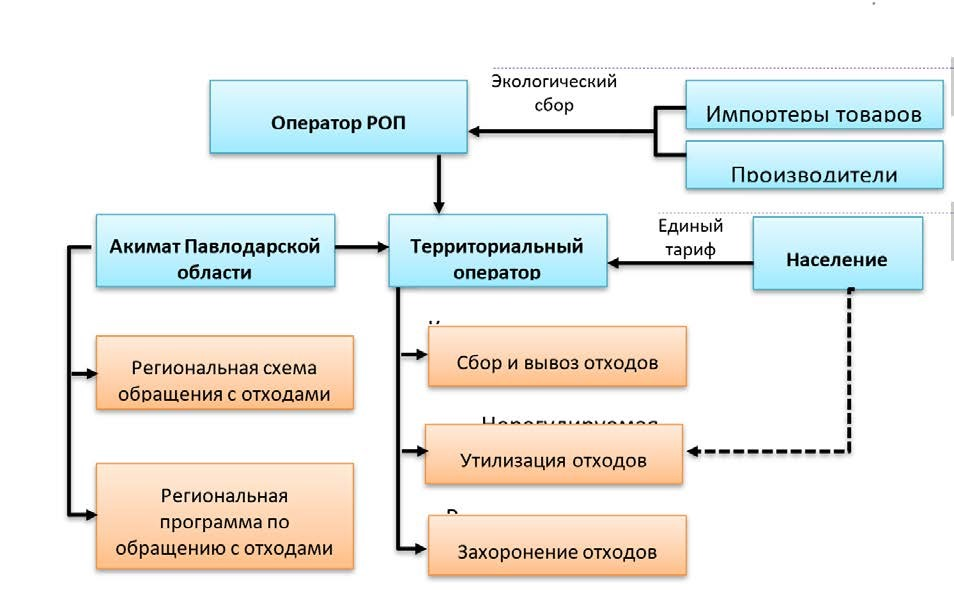 Экологический
сбор
Оператор РОП
Импортеры товаров
Производители
Акимат Павлодарской
области
Территориальный
оператор
Единый
тариф
Население
Региональная схема
обращения с отходами
Сбор и вывоз отходов
Нерегулируемая
Утилизация отходов
Региональная
программа по
обращению с отходами
Захоронение отходов